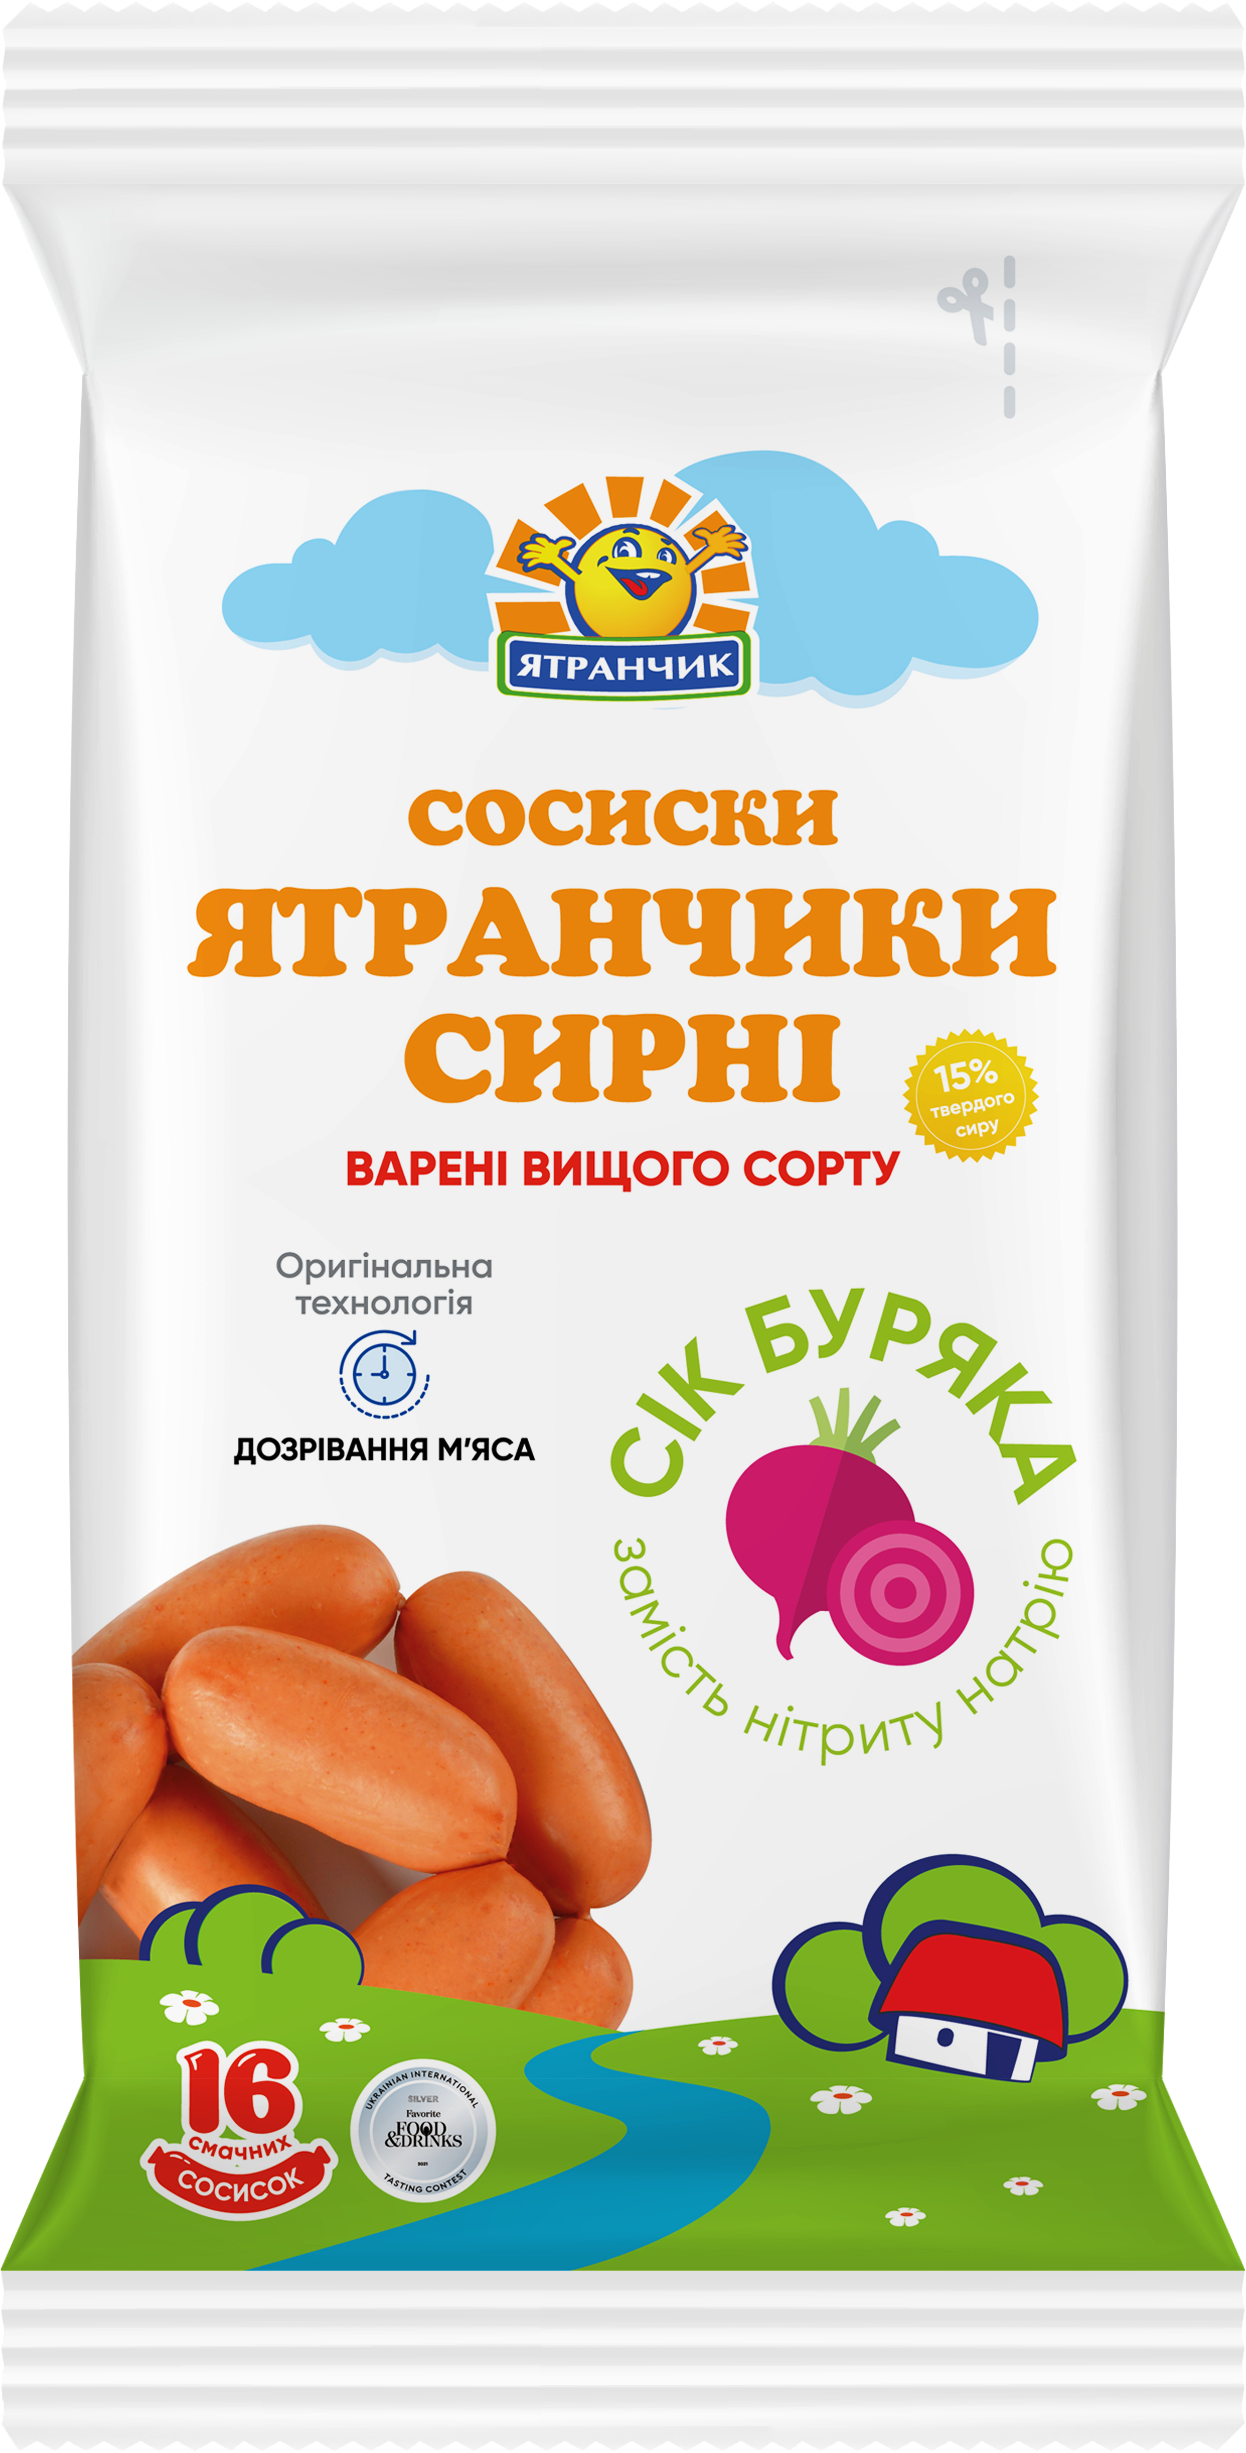 ЯТРАНЧИК
СОСИСКИ
ЯТРАНЧИКИ
СИРНІ
15%
твердого
сиру
ВАРЕНІ ВИЩОГО СОРТУ
Оригінальна
технологія
ДОЗРІВАННЯ М'ЯСА
СІК БУРЯКА
замість нітриту натрію
16
смачних
СОСИСОК
UKRAINIAN INTERNATIONAL
SILVER
Favorite
FOOD
&DRINKS
2021
TASTING CONTEST